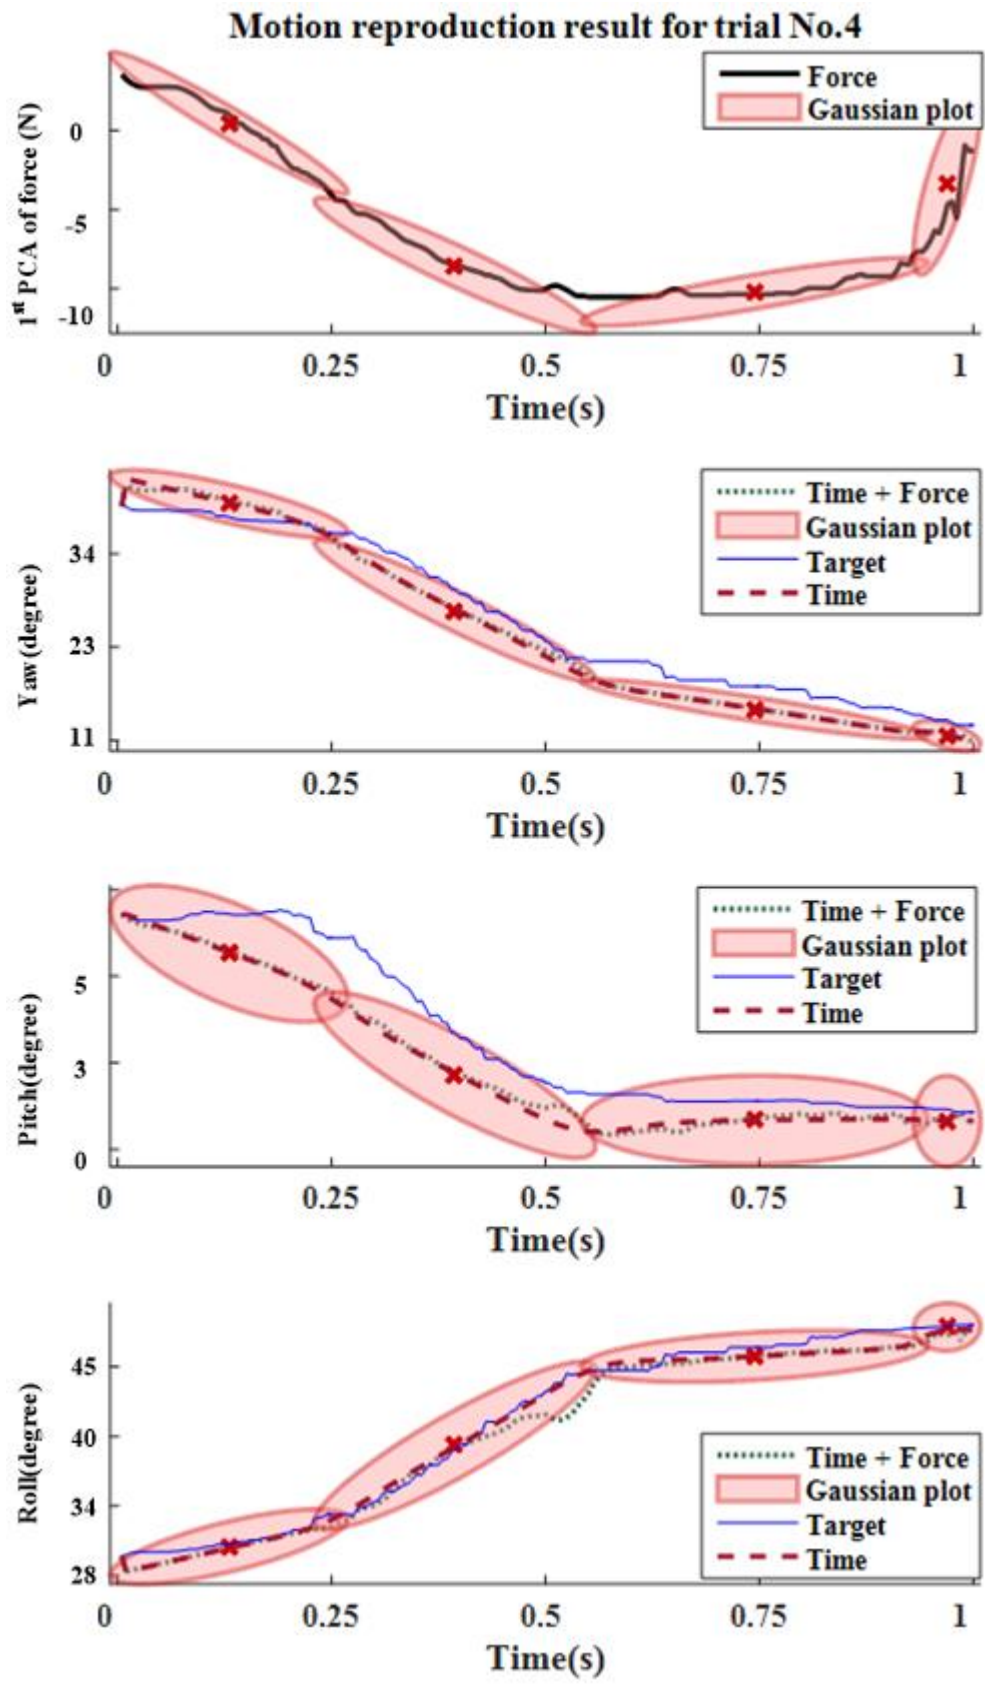 Motion reproduction result for trial No.4
Force
Gaussian plot
1st PCA of force (N)
0
-5
-10
0 0.25 0.5 0.75 1
Time(s)
Time + Force
Gaussian plot
Target
Time
Yaw(degree)
34
23
11
0 0.25 0.5 0.75 1
Time(s)
Time + Force
Gaussian plot
Target
Time
Pitch(degree)
5
3
0
0 0.25 0.5 0.75 1
Time(s)
Roll(degree)
45
40
34
28
Time + Force
Gaussian plot
Target
Time
0 0.25 0.5 0.75 1
Time(s)